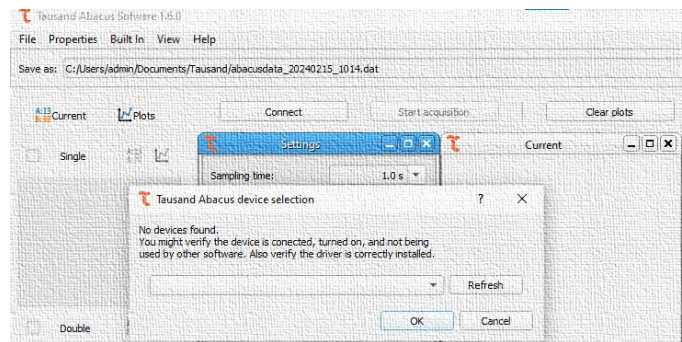 Tausand Abacus Sofware 1.6.0
File Properties Built In View Help
Save as: C:/Users/admin/Documents/Tausand/abacusdata_20240215_1014.dat
Current Plots Connect Start acquisition Clear plots
Single Settings Current
Sampling time: 1.0 s
Tausand Abacus device selection ? X
No devices found.
You might verify the device is conected, turned on, and not being
used by other software. Also verify the driver is correctly installed.
Refresh
Double OK Cancel